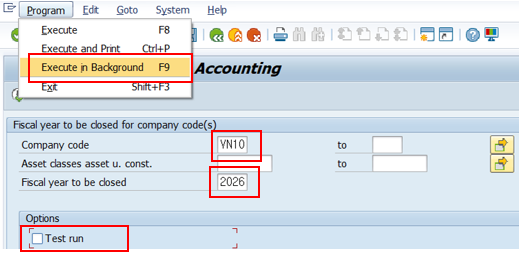 Program Edit Goto System Help
Execute F8
Execute and Print Ctrl+P
Execute in Background F9
Exit Shift+F3
Accounting
Fiscal year to be closed for company code(s)
Company code VN10 to
Asset classes asset u. const. to
Fiscal year to be closed 2026
Options
Test run